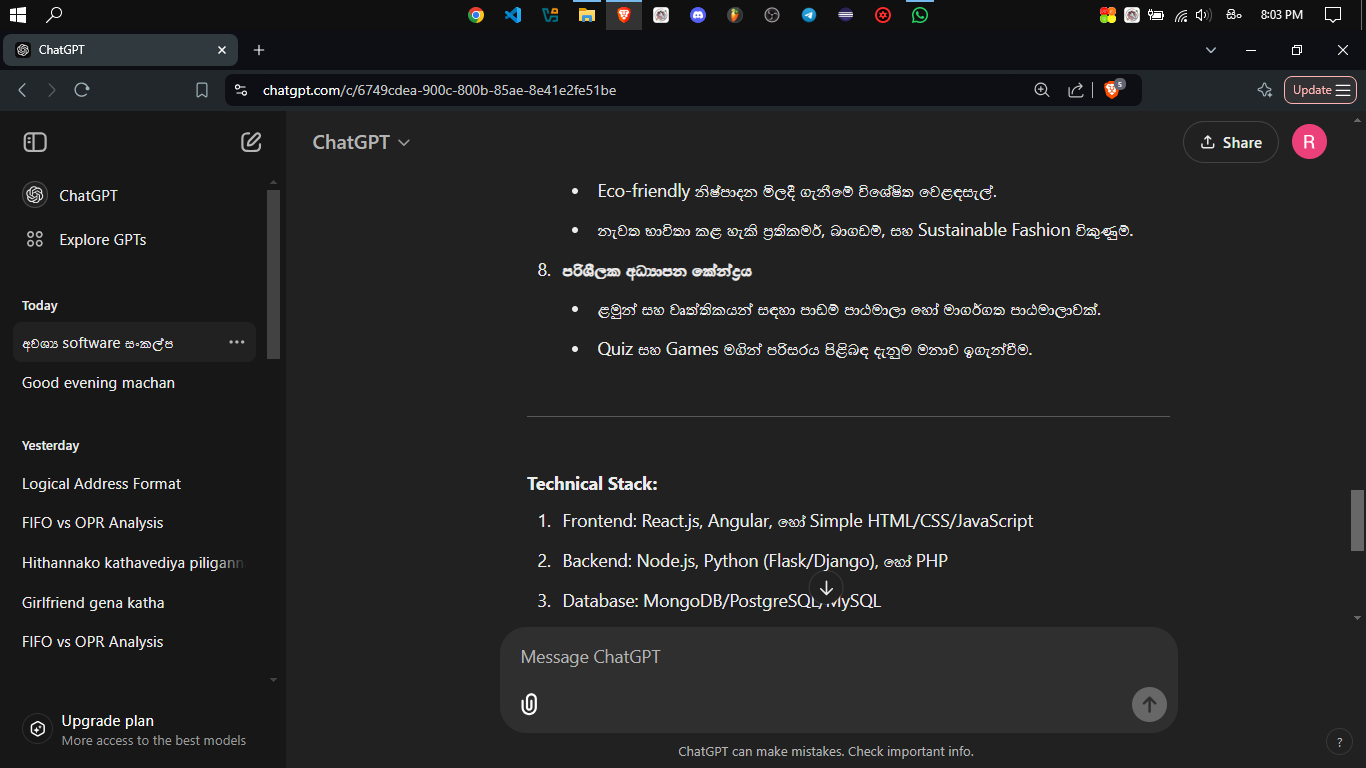 සිං
8:03 PM
ChatGPT
chatgpt.com/c/6749cdea-900c-800b-85ae-8e41e2fe51be
5
Update
ChatGPT
Explore GPTs
Today
අවශ්‍ය software සංකල්ප
Good evening machan
Yesterday
Logical Address Format
FIFO vs OPR Analysis
Hithannako kathavediya piligann
Girlfriend gena katha
FIFO vs OPR Analysis
Upgrade plan
More access to the best models
ChatGPT
Share
R
• Eco-friendly නිෂ්පාදන මිලදී ගැනීමේ විශේෂිත වෙළඳසැල්.
• නැවත භාවිතා කළ හැකි ප්‍රතිකර්ම, බාගඩම්, සහ Sustainable Fashion විකුණුම්.
8. පරිශීලක අධ්‍යාපන කේන්ද්‍රය
• ළමුන් සහ වෘත්තිකයන් සඳහා පාඩම් පාඨමාලා හෝ මාර්ගගත පාඨමාලාවක්.
• Quiz සහ Games මගින් පරිසරය පිළිබඳ දැනුම මනාව ඉගැන්වීම.
Technical Stack:
1. Frontend: React.js, Angular, හෝ Simple HTML/CSS/JavaScript
2. Backend: Node.js, Python (Flask/Django), හෝ PHP
3. Database: MongoDB/PostgreSQL/MySQL
Message ChatGPT
ChatGPT can make mistakes. Check important info.
?